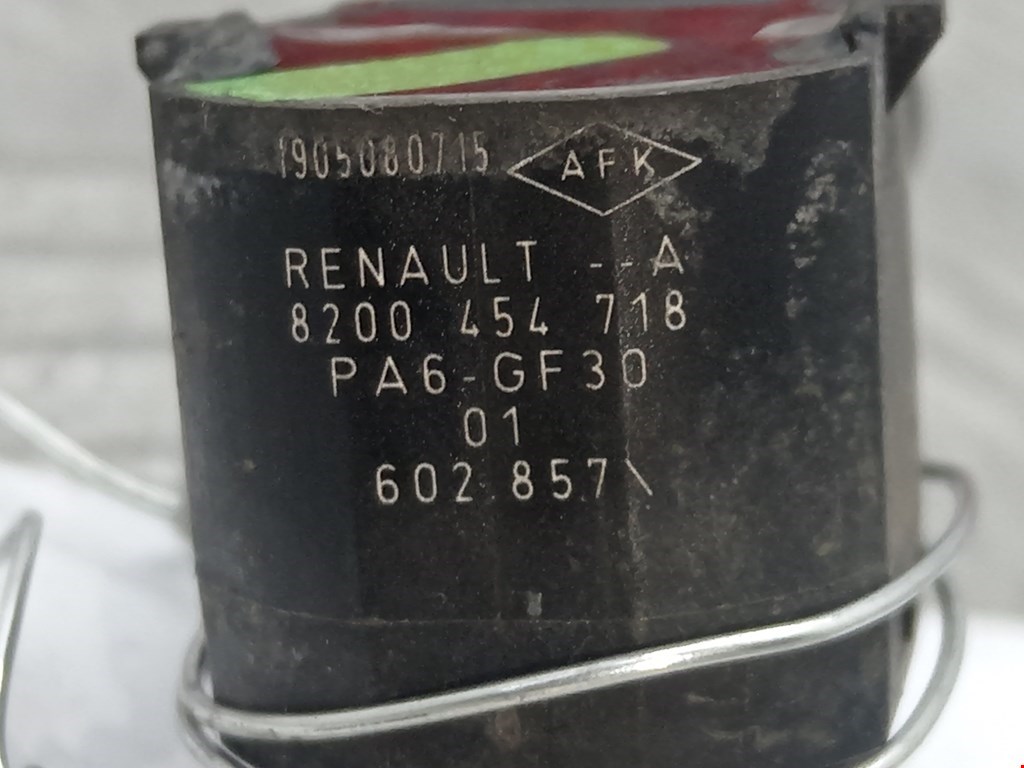 1905080715 AFK
RENAULT --A
8200 454 718
PA6-GF30
01
602 857\